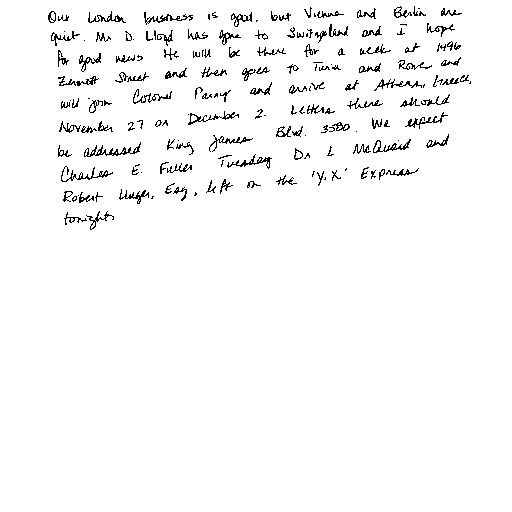 Our London business is good, but Vienna and Berlin are
quiet. Mr D. Lloyd has gone to Switzerland and I hope
for good news He will be there for a week at 1496
Zermott Street and then goes to Turin and Rome and
will join Colonel Parry and arrive at Athens, Greece,
November 27 or December 2. Letters there should
be addressed King James Blvd. 3580. We expect
Charles E. Fuller Tuesday Dr L McQuaid and
Robert Unger, Esq, left on the 'Y.X' Express
tonight.